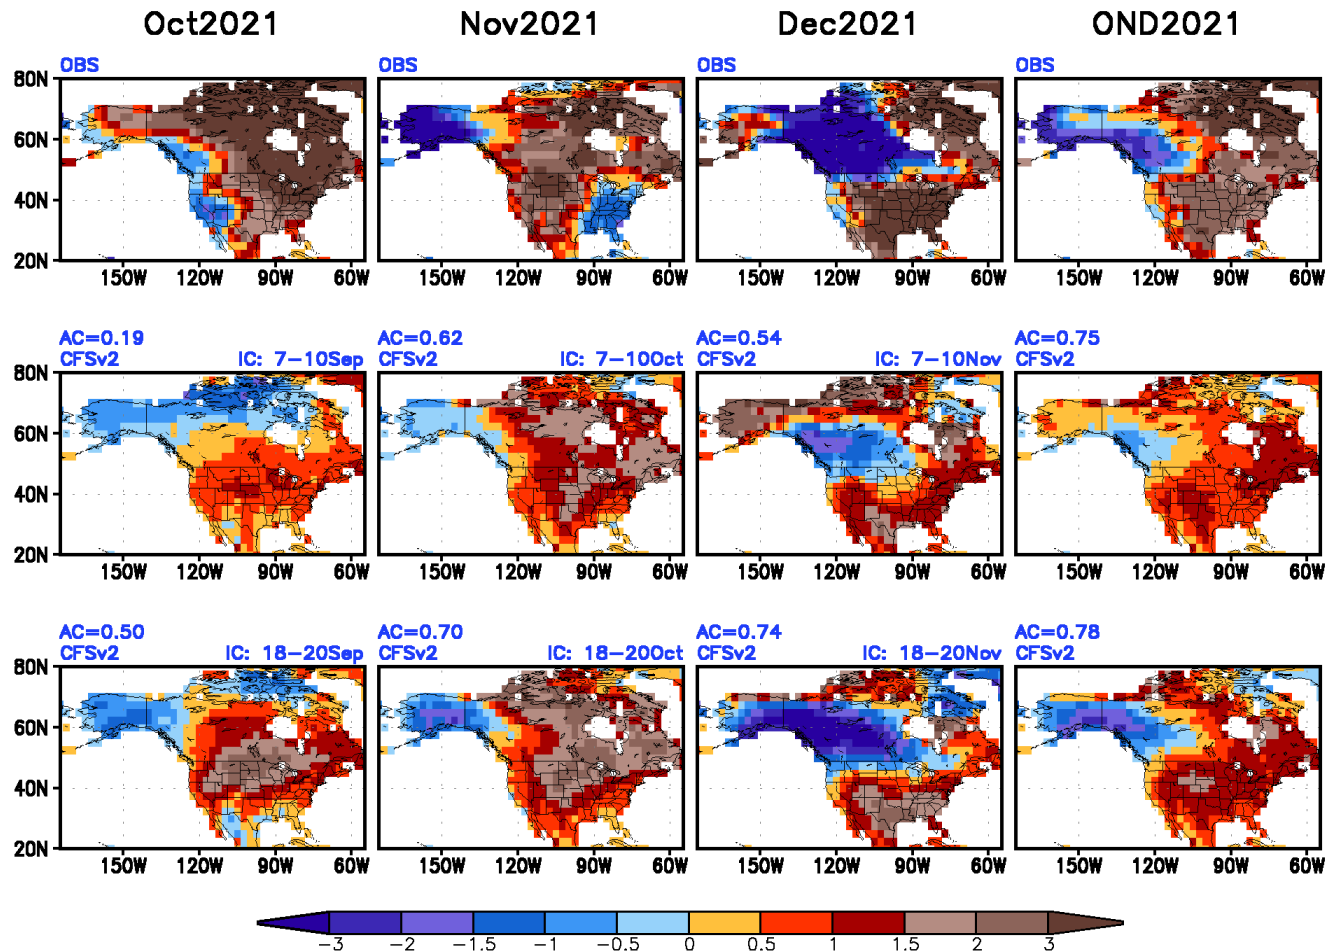 Oct2021 Nov2021 Dec2021 OND2021
OBS OBS OBS OBS
80N
60N
40N
20N
150W 120W 90W 60W 150W 120W 90W 60W 150W 120W 90W 60W 150W 120W 90W 60W
AC=0.19 AC=0.62 AC=0.54 AC=0.75
CFSv2 IC: 7-10Sep CFSv2 IC: 7-10Oct CFSv2 IC: 7-10Nov CFSv2
80N
60N
40N
20N
150W 120W 90W 60W 150W 120W 90W 60W 150W 120W 90W 60W 150W 120W 90W 60W
AC=0.50 AC=0.70 AC=0.74 AC=0.78
CFSv2 IC: 18-20Sep CFSv2 IC: 18-20Oct CFSv2 IC: 18-20Nov CFSv2
80N
60N
40N
20N
150W 120W 90W 60W 150W 120W 90W 60W 150W 120W 90W 60W 150W 120W 90W 60W
-3 -2 -1.5 -1 -0.5 0 0.5 1 1.5 2 3